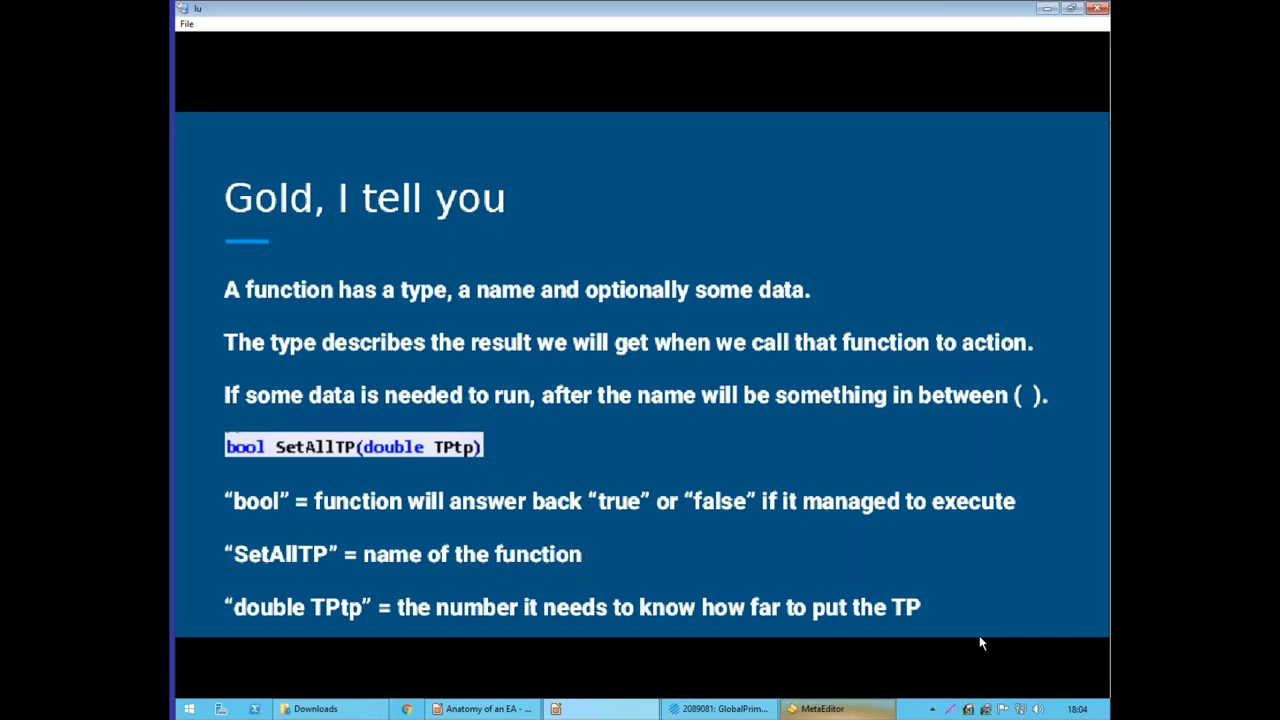 lu
File
Gold, I tell you
A function has a type, a name and optionally some data.
The type describes the result we will get when we call that function to action.
If some data is needed to run, after the name will be something in between ( ).
bool SetAllTP(double TPtp)
“bool” = function will answer back “true” or “false” if it managed to execute
“SetAllTP” = name of the function
“double TPtp” = the number it needs to know how far to put the TP
Downloads
Anatomy of an EA - ...
2089081: GlobalPrim...
MetaEditor
18:04